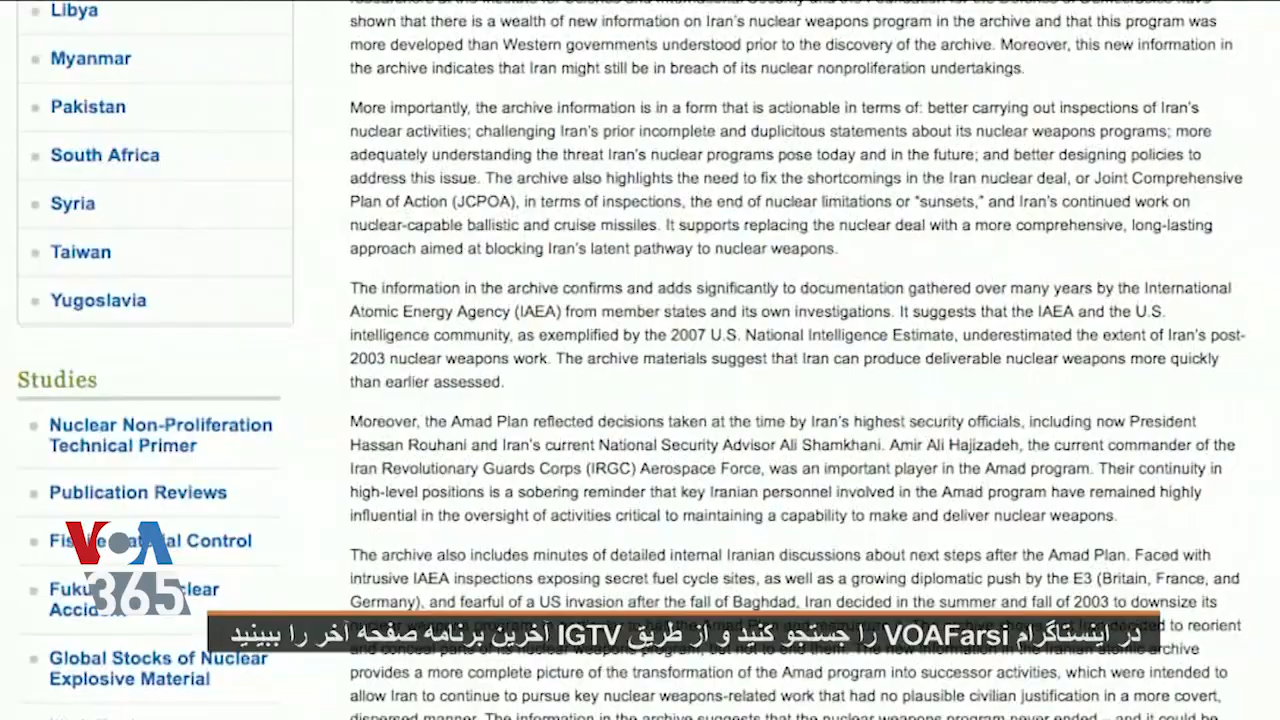 Libya
Myanmar
Pakistan
South Africa
Syria
Taiwan
Yugoslavia
Studies
Nuclear Non-Proliferation
Technical Primer
Publication Reviews
Control
Global Stocks of Nuclear
Explosive Material
shown that there is a wealth of new information on Iran's nuclear weapons program in the archive and that this program was
more developed than Western governments understood prior to the discovery of the archive. Moreover, this new information in
the archive indicates that Iran might still be in breach of its nuclear nonproliferation undertakings.
More importantly, the archive information is in a form that is actionable in terms of: better carrying out inspections of Iran's
nuclear activities; challenging Iran's prior incomplete and duplicitous statements about its nuclear weapons programs; more
adequately understanding the threat Iran's nuclear programs pose today and in the future; and better designing policies to
address this issue. The archive also highlights the need to fix the shortcomings in the Iran nuclear deal, or Joint Comprehensive
Plan of Action (JCPOA), in terms of inspections, the end of nuclear limitations or "sunsets," and Iran's continued work on
nuclear-capable ballistic and cruise missiles. It supports replacing the nuclear deal with a more comprehensive, long-lasting
approach aimed at blocking Iran's latent pathway to nuclear weapons.
The information in the archive confirms and adds significantly to documentation gathered over many years by the International
Atomic Energy Agency (IAEA) from member states and its own investigations. It suggests that the IAEA and the U.S.
intelligence community, as exemplified by the 2007 U.S. National Intelligence Estimate, underestimated the extent of Iran's post-
2003 nuclear weapons work. The archive materials suggest that Iran can produce deliverable nuclear weapons more quickly
than earlier assessed.
Moreover, the Amad Plan reflected decisions taken at the time by Iran's highest security officials, including now President
Hassan Rouhani and Iran's current National Security Advisor Ali Shamkhani. Amir Ali Hajizadeh, the current commander of the
Iran Revolutionary Guards Corps (IRGC) Aerospace Force, was an important player in the Amad program. Their continuity in
high-level positions is a sobering reminder that key Iranian personnel involved in the Amad program have remained highly
influential in the oversight of activities critical to maintaining a capability to make and deliver nuclear weapons.
The archive also includes minutes of detailed internal Iranian discussions about next steps after the Amad Plan. Faced with
intrusive IAEA inspections exposing secret fuel cycle sites, as well as a growing diplomatic push by the E3 (Britain, France, and
Germany), and fearful of a US invasion after the fall of Baghdad, Iran decided in the summer and fall of 2003 to downsize its
to reorient
archive
provides a more complete picture of the transformation of the Amad program into successor activities, which were intended to
allow Iran to continue to pursue key nuclear weapons-related work that had no plausible civilian justification in a more covert,
dispersed manner. The information in the archive suggests that the nuclear weapons program never ended – and it could be
VOA
365
در اینستاگرام VOAFarsi را جستجو کنید و از طریق IGTV آخرین برنامه صفحه آخر را ببینید